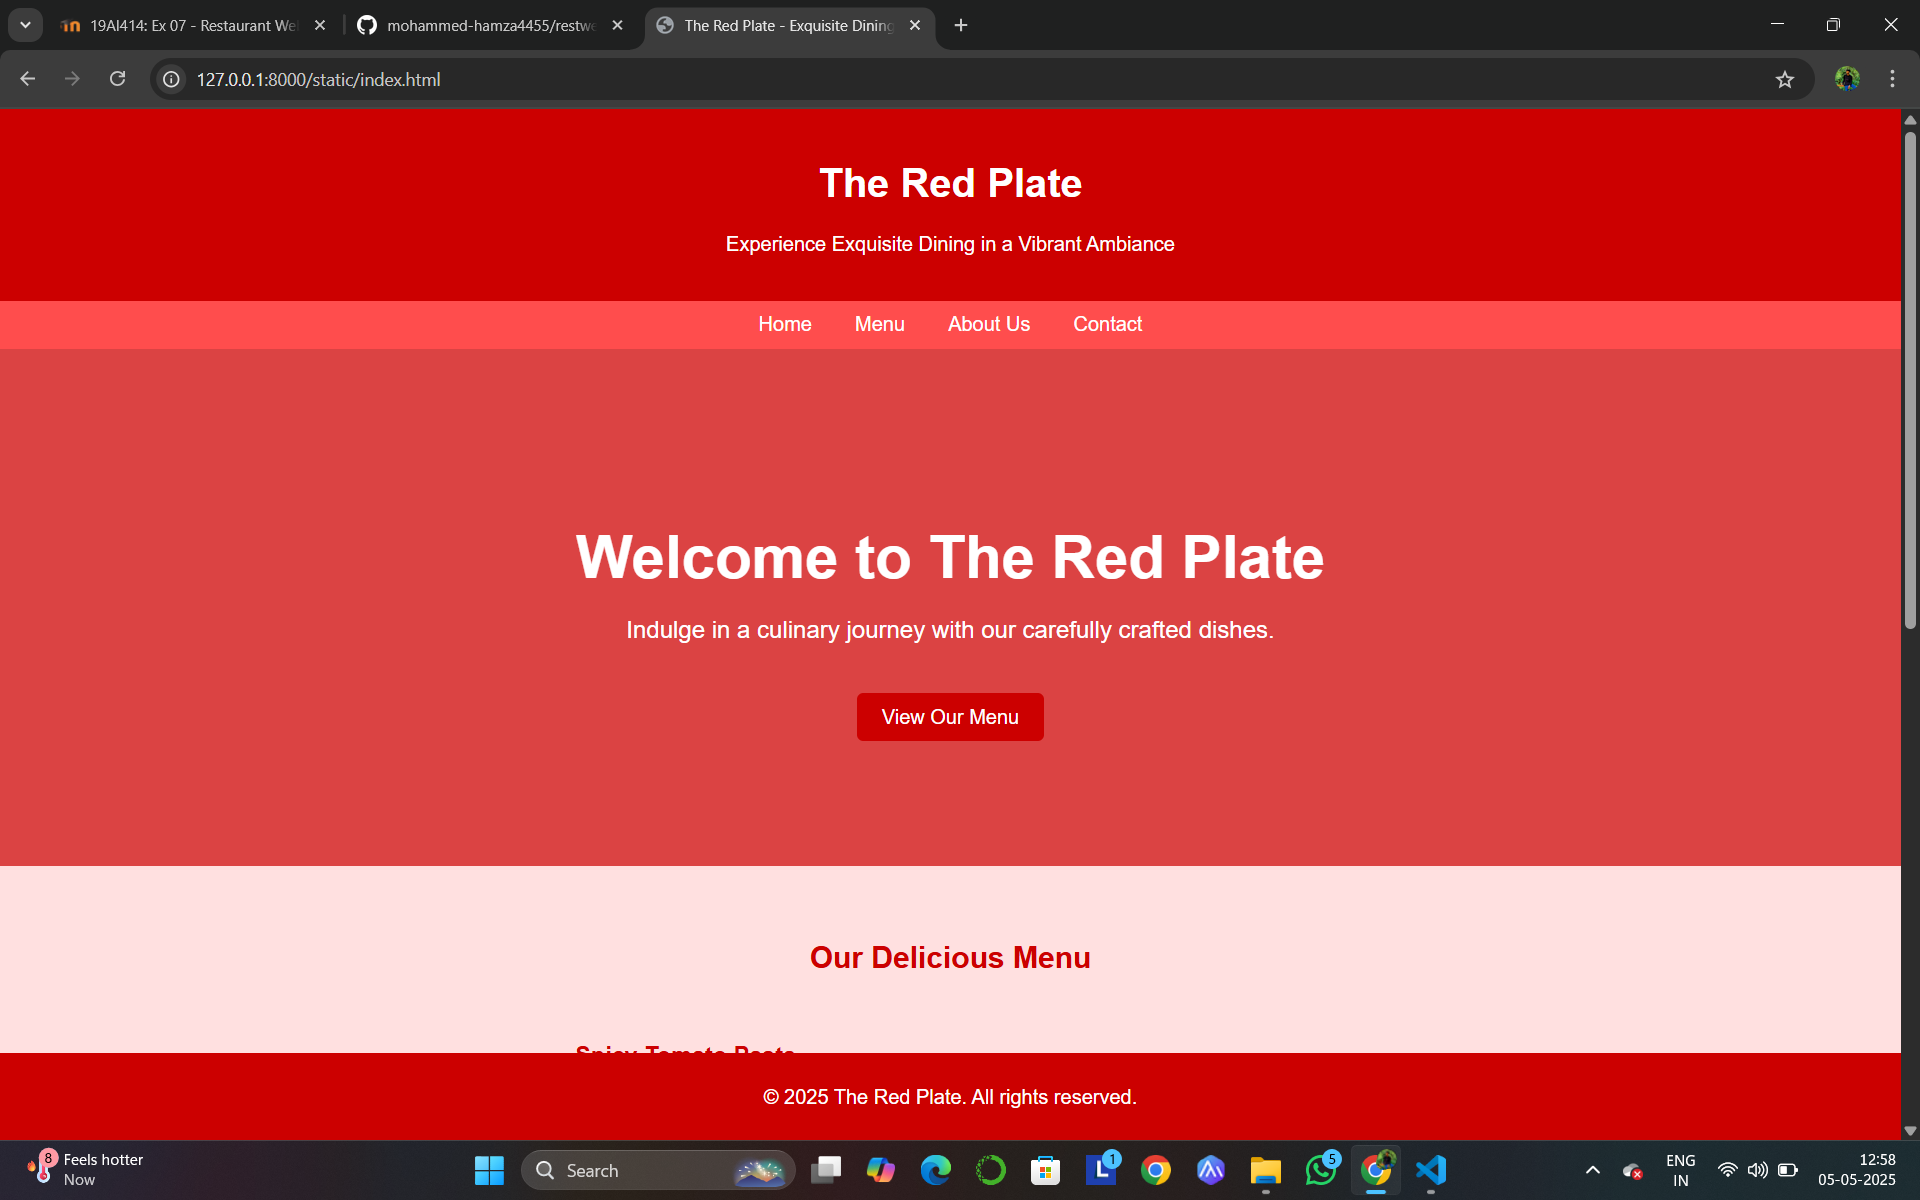 19AI414: Ex 07 - Restaurant We
mohammed-hamza4455/restwe
The Red Plate - Exquisite Dining
127.0.0.1:8000/static/index.html
The Red Plate
Experience Exquisite Dining in a Vibrant Ambiance
Home Menu About Us Contact
Welcome to The Red Plate
Indulge in a culinary journey with our carefully crafted dishes.
View Our Menu
Our Delicious Menu
Spicy Tomato Pasta
© 2025 The Red Plate. All rights reserved.
8
Feels hotter
Now
Search
L
1
5
ENG
IN
12:58
05-05-2025